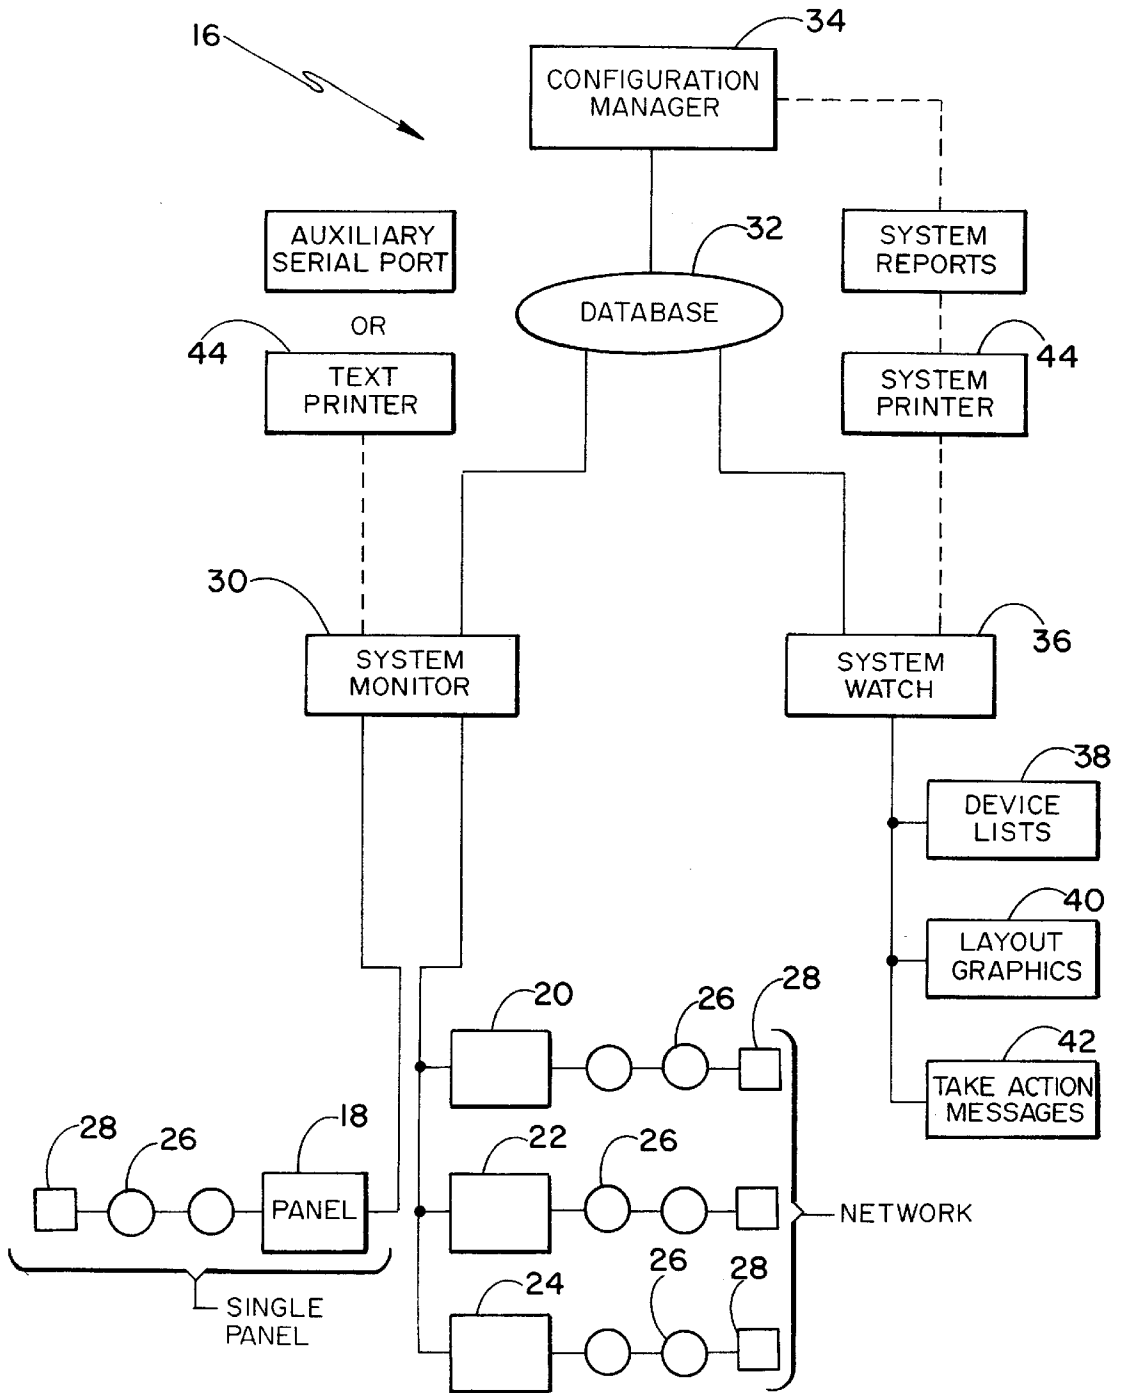 34
16
CONFIGURATION
MANAGER
32
AUXILIARY
SERIAL PORT
SYSTEM
REPORTS
DATABASE
OR
44
44
TEXT
PRINTER
SYSTEM
PRINTER
30
36
SYSTEM
MONITOR
SYSTEM
WATCH
38
DEVICE
LISTS
40
LAYOUT
GRAPHICS
20
26
28
42
TAKE ACTION
MESSAGES
28
26
18
22
26
PANEL
NETWORK
24
26
28
SINGLE
PANEL